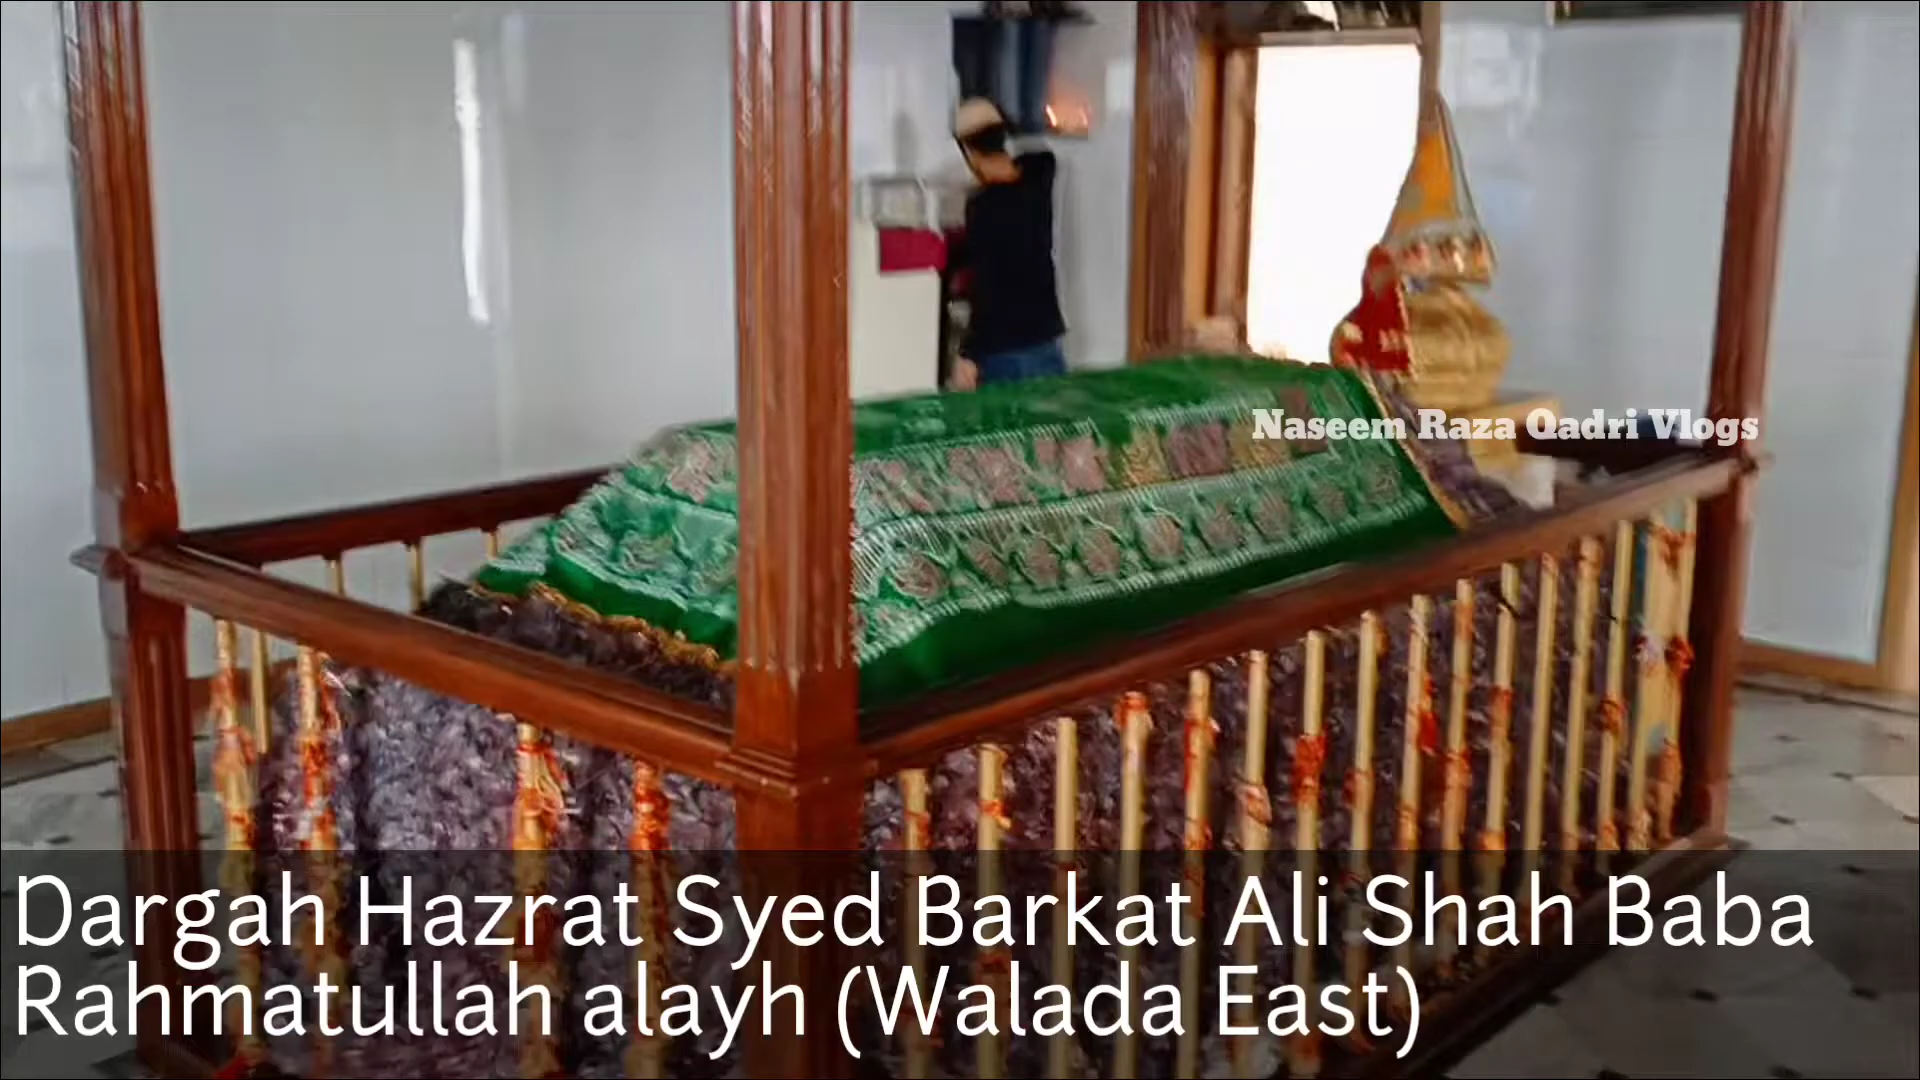 Naseem Raza Qadri Vlogs
Dargah Hazrat Syed Barkat Ali Shah Baba
Rahmatullah alayh (Walada East)